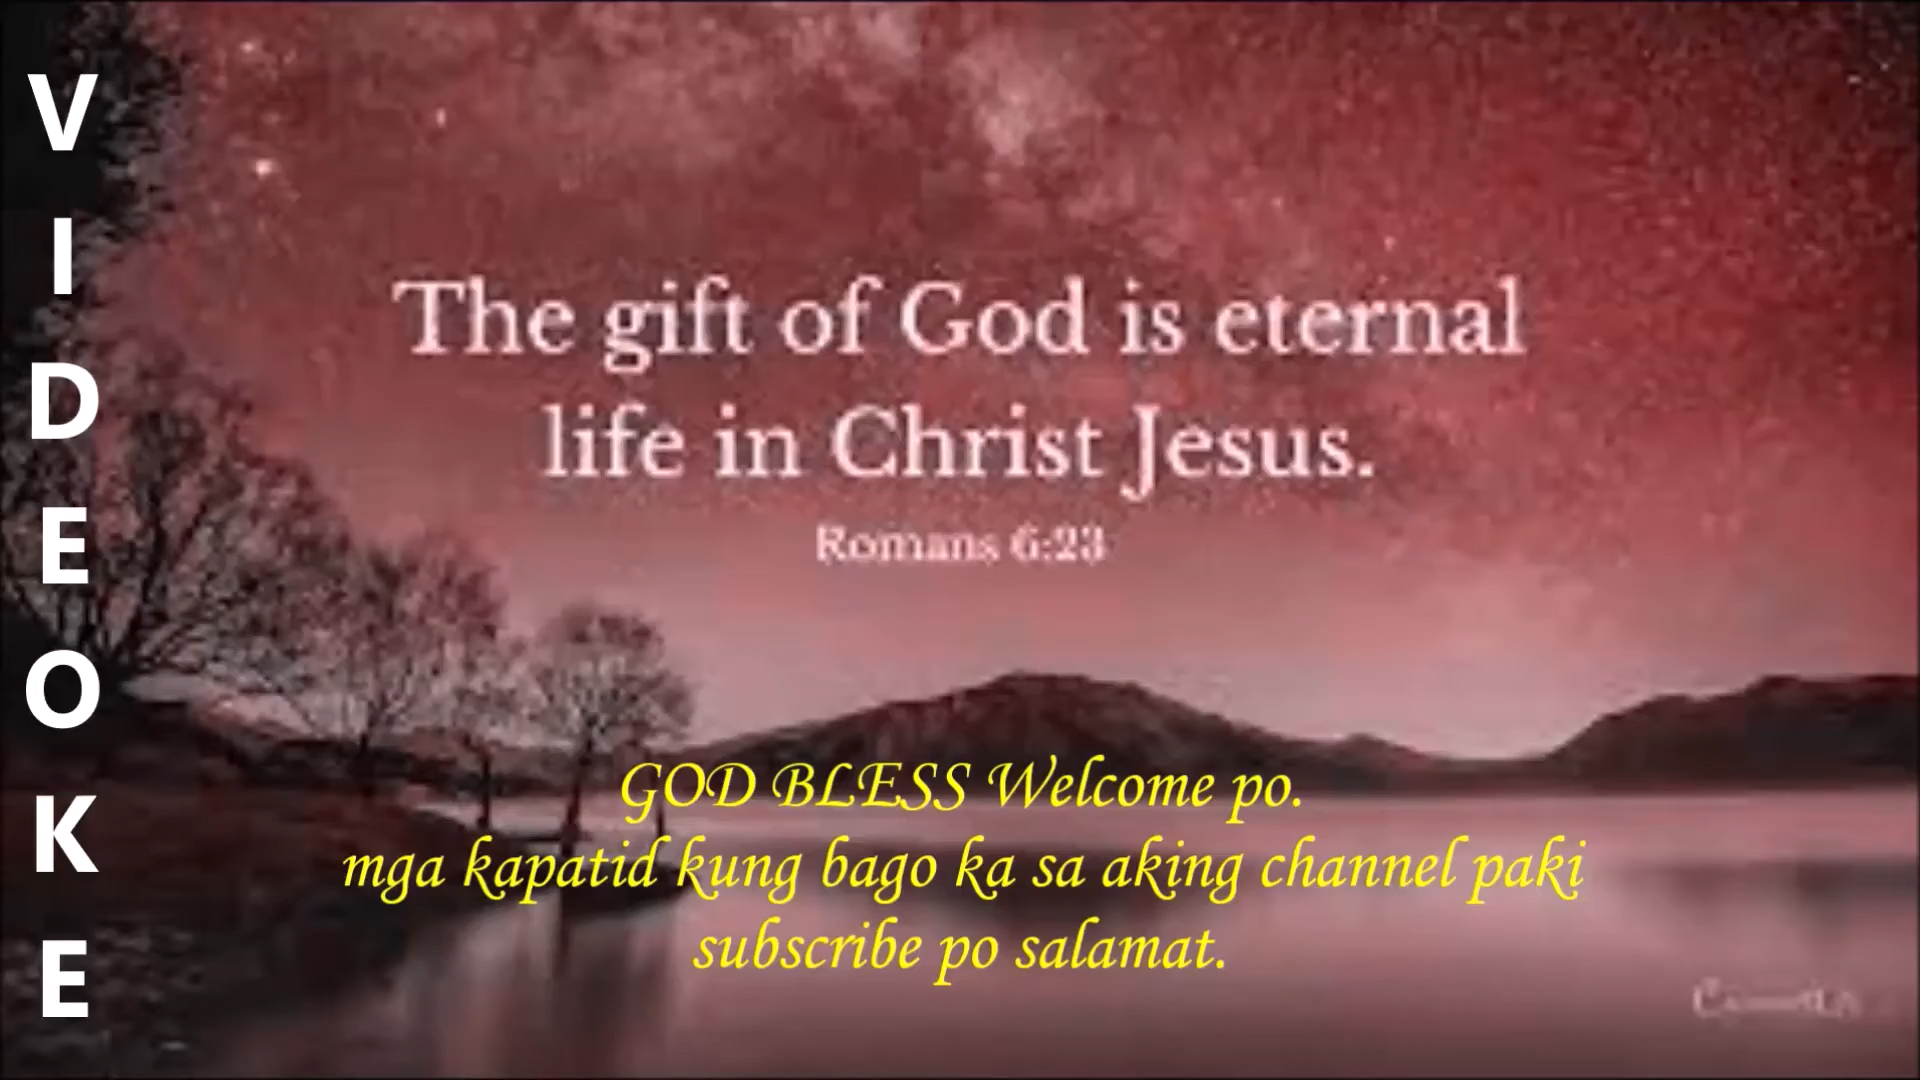 VIDEOKE
The gift of God is eternal
life in Christ Jesus.
Romans 6:23
GOD BLESS Welcome po.
mga kapatid kung bago ka sa aking channel paki
subscribe po salamat.